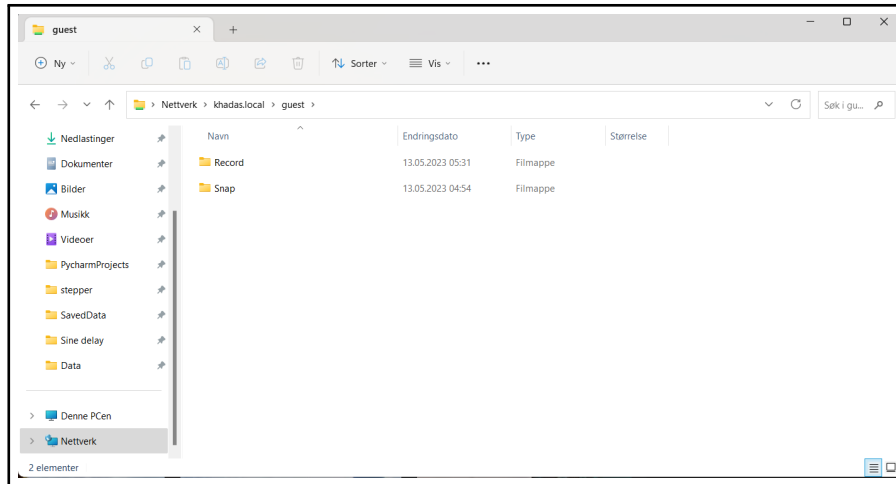 guest
Ny
Sorter
Vis
Nettverk > khadas.local > guest >
Søk i gu...
Nedlastinger
Dokumenter
Bilder
Musikk
Videoer
PycharmProjects
stepper
SavedData
Sine delay
Data
Denne PCen
Nettverk
Navn Endringsdato Type Størrelse
Record 13.05.2023 05:31 Filmappe
Snap 13.05.2023 04:54 Filmappe
2 elementer